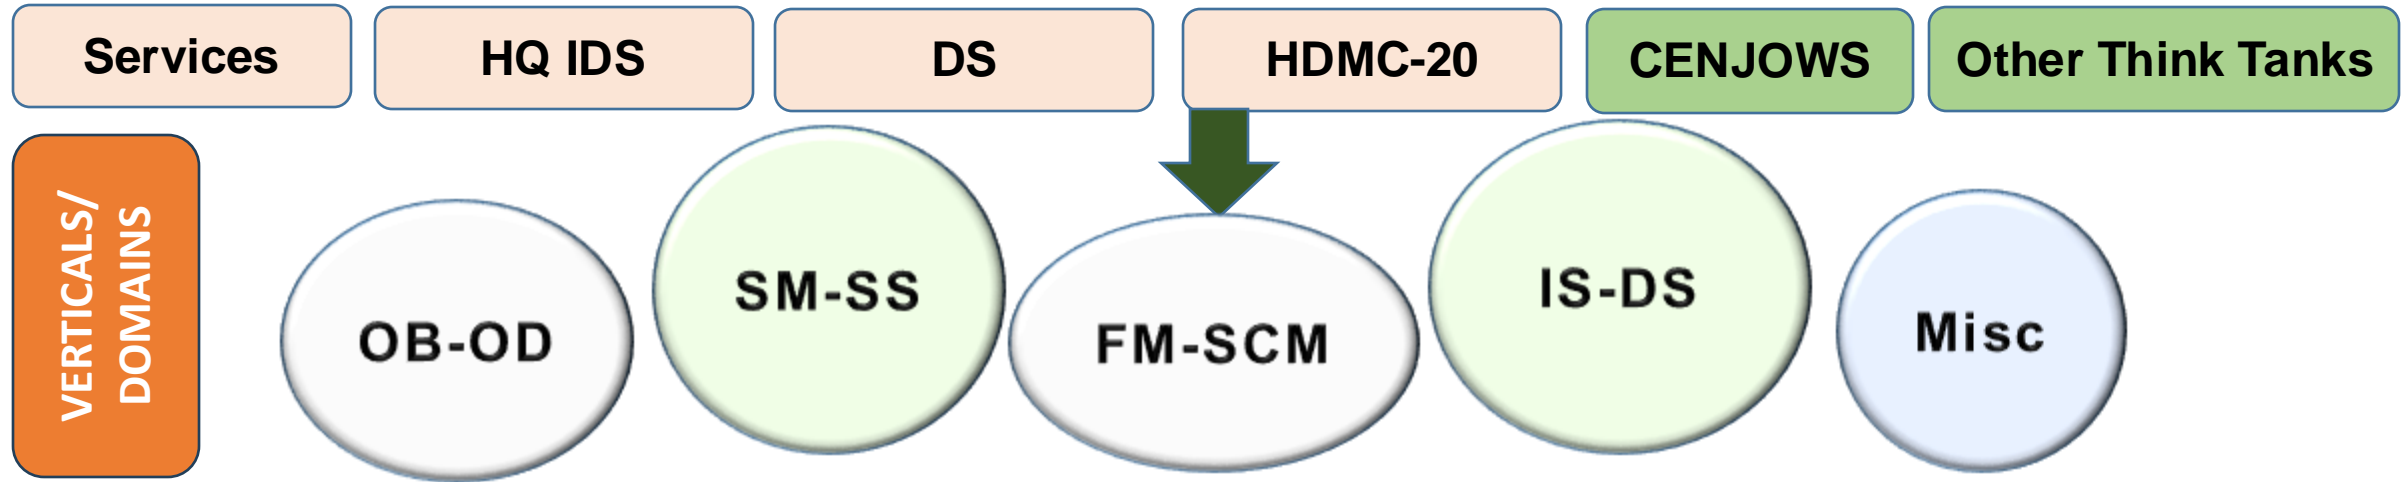 Services
HQ IDS
DS
HDMC-20
CENJOWS
Other Think Tanks
VERTICALS/
DOMAINS
OB-OD
SM-SS
FM-SCM
IS-DS
Misc